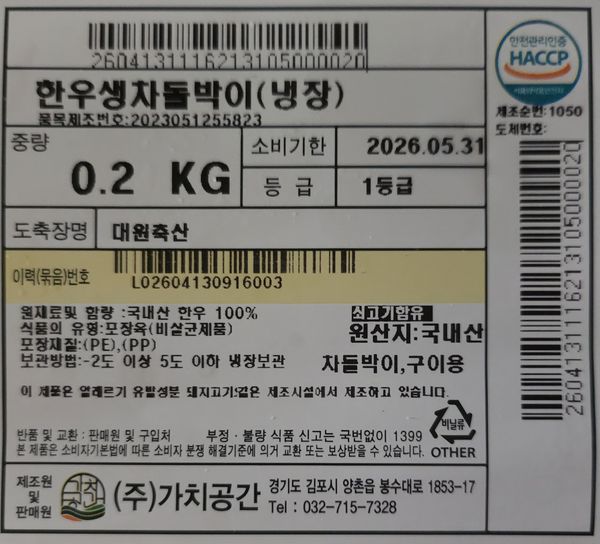 2604131116213105000020
안전관리인증
HACCP
한우생차돌박이(냉장)
품목제조번호:2023051255823
제조순번:1050
도체번호:
중량
0.2 KG
소비기한
2026.05.31
등 급
1등급
도축장명
대원축산
이력(묶음)번호
L02604130916003
2604131116213105000020
원재료및 함량 :국내산 한우 100%
쇠고기함유
식품의 유형:포장육(비살균제품)
원산지:국내산
포장재질:(PE),(PP)
보관방법:-2도 이상 5도 이하 냉장보관
차돌박이,구이용
이 제품은 알레르기 유발성분 돼지고기와같은 제조시설에서 제조하고 있습니다.
비닐류
OTHER
반품 및 교환 : 판매원 및 구입처
부정·불량 식품 신고는 국번없이 1399
본 제품은 소비자기본법에 따른 소비자 분쟁 해결기준에 의거 교환 또는 보상받을 수 있습니다.
제조원
및
판매원
(주)가치공간
경기도 김포시 양촌읍 봉수대로 1853-17
Tel : 032-715-7328